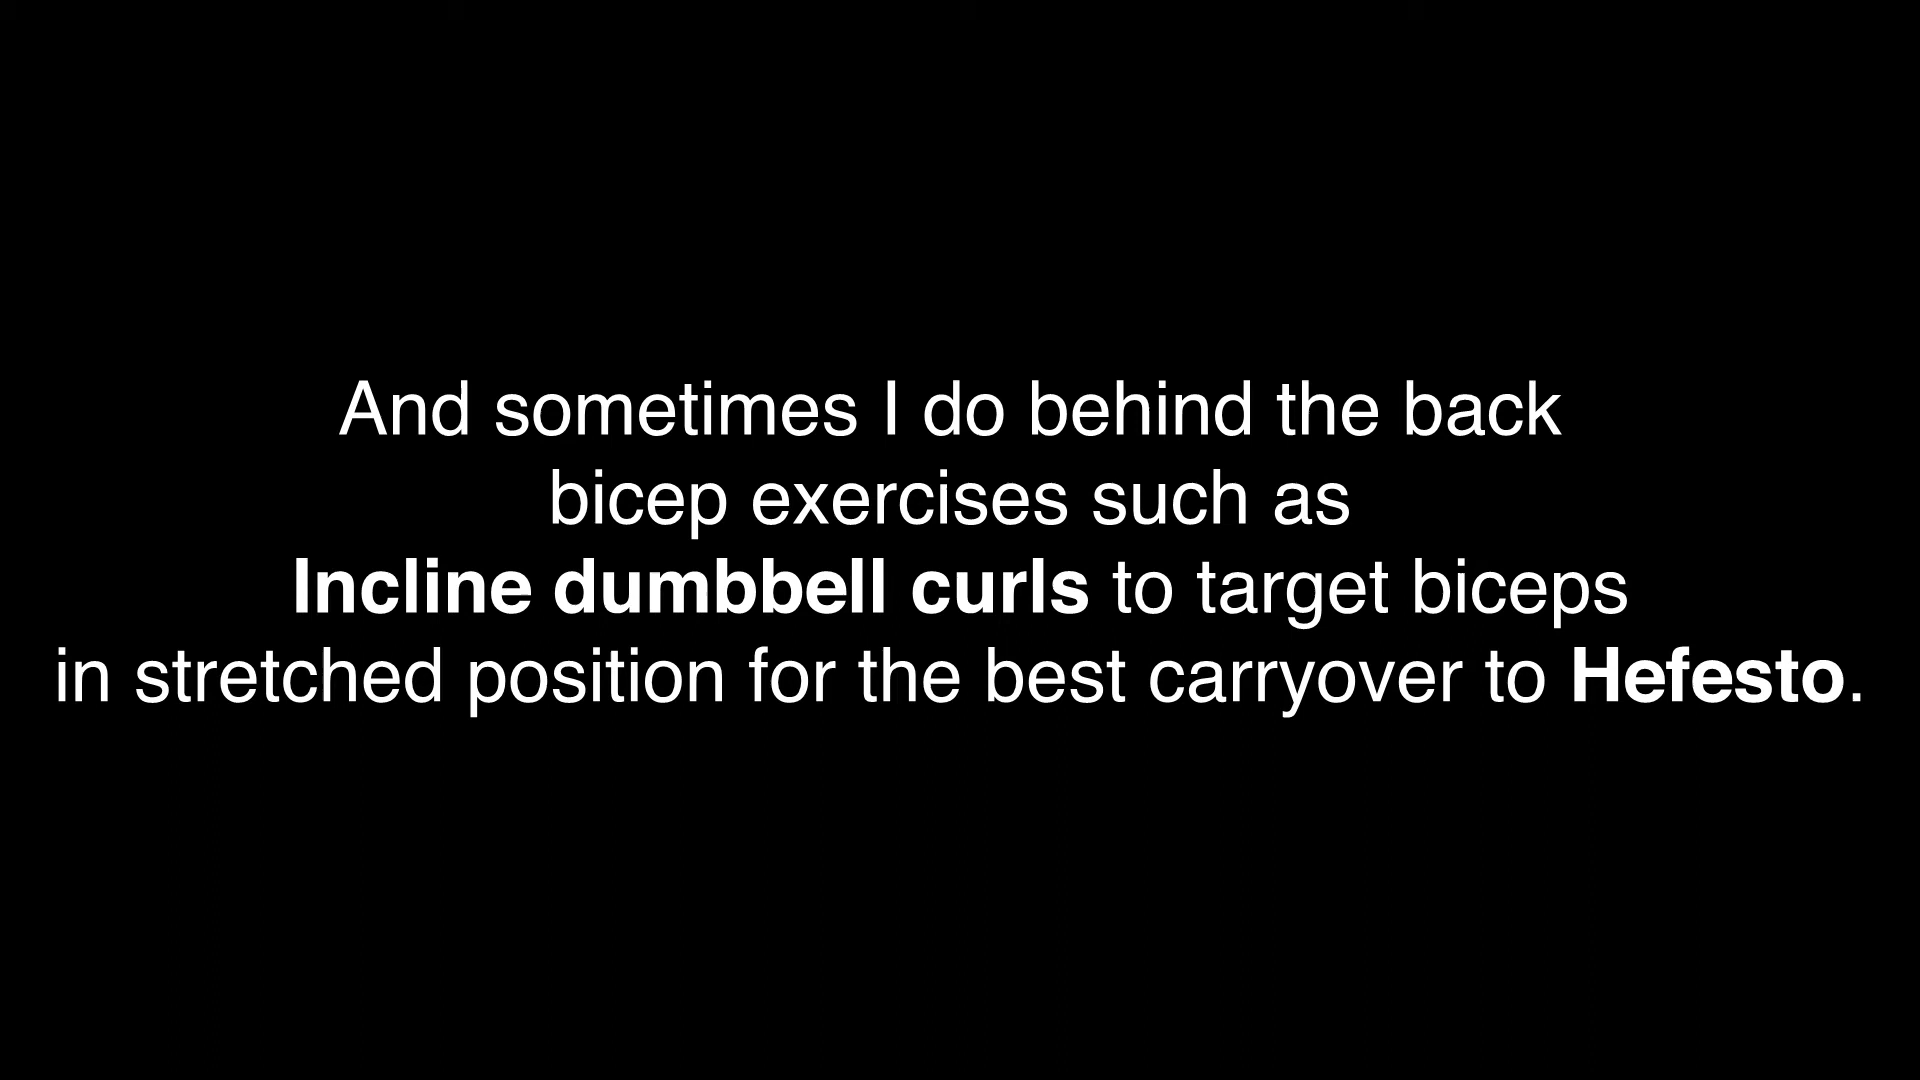 And sometimes I do behind the back
bicep exercises such as
Incline dumbbell curls to target biceps
in stretched position for the best carryover to Hefesto.